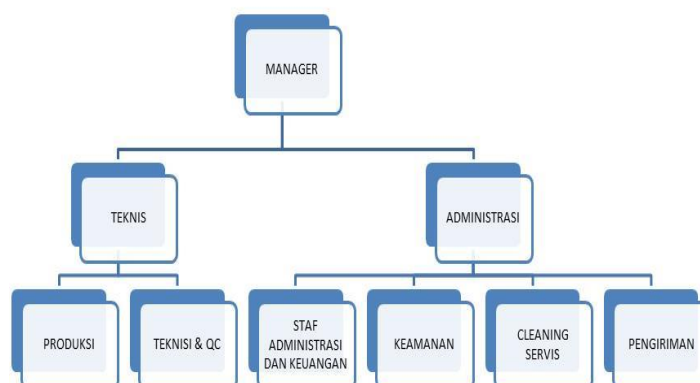 MANAGER
TEKNIS
ADMINISTRASI
PRODUKSI
TEKNISI & QC
STAF
ADMINISTRASI
DAN KEUANGAN
KEAMANAN
CLEANING
SERVIS
PENGIRIMAN